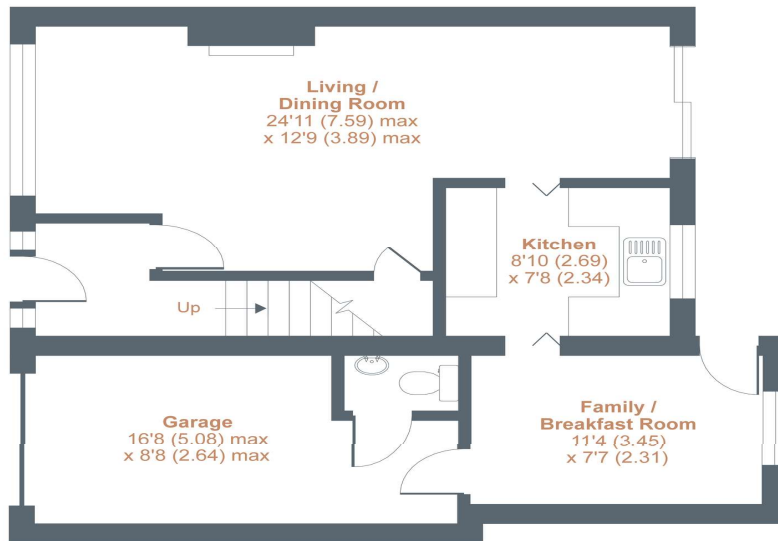 Living /
Dining Room
24'11 (7.59) max
x 12'9 (3.89) max
Kitchen
8'10 (2.69)
x 7'8 (2.34)
Up
Garage
16'8 (5.08) max
x 8'8 (2.64) max
Family /
Breakfast Room
11'4 (3.45)
x 7'7 (2.31)